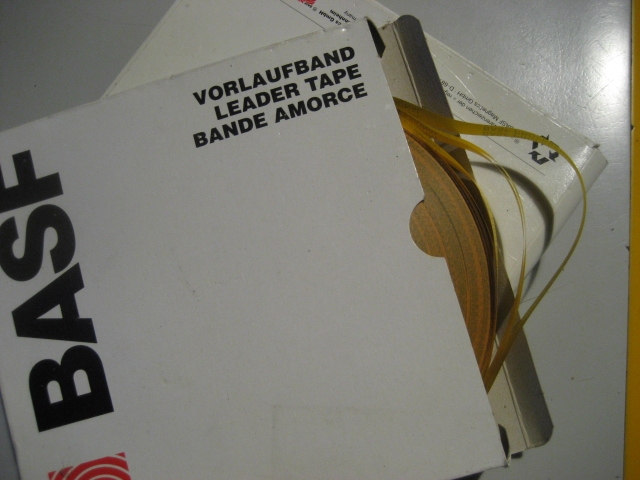 VORLAUFBAND
LEADER TAPE
BANDE AMORCE
BASF